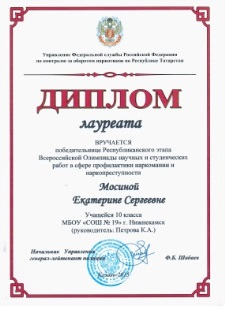 Управление Федеральной службы Российской Федерации
по контролю за оборотом наркотиков по Республике Татарстан
ДИПЛОМ
лауреата
ВРУЧАЕТСЯ
победительнице Республиканского этапа
Всероссийской Олимпиады научных и студенческих
работ в сфере профилактики наркомании и
наркопреступности
Мосиной
Екатерине Сергеевне
Учащейся 10 класса
МБОУ «СОШ № 19» г. Нижнекамск
(руководитель: Петрова К.А.)
Начальник Управления
генерал-лейтенант полиции